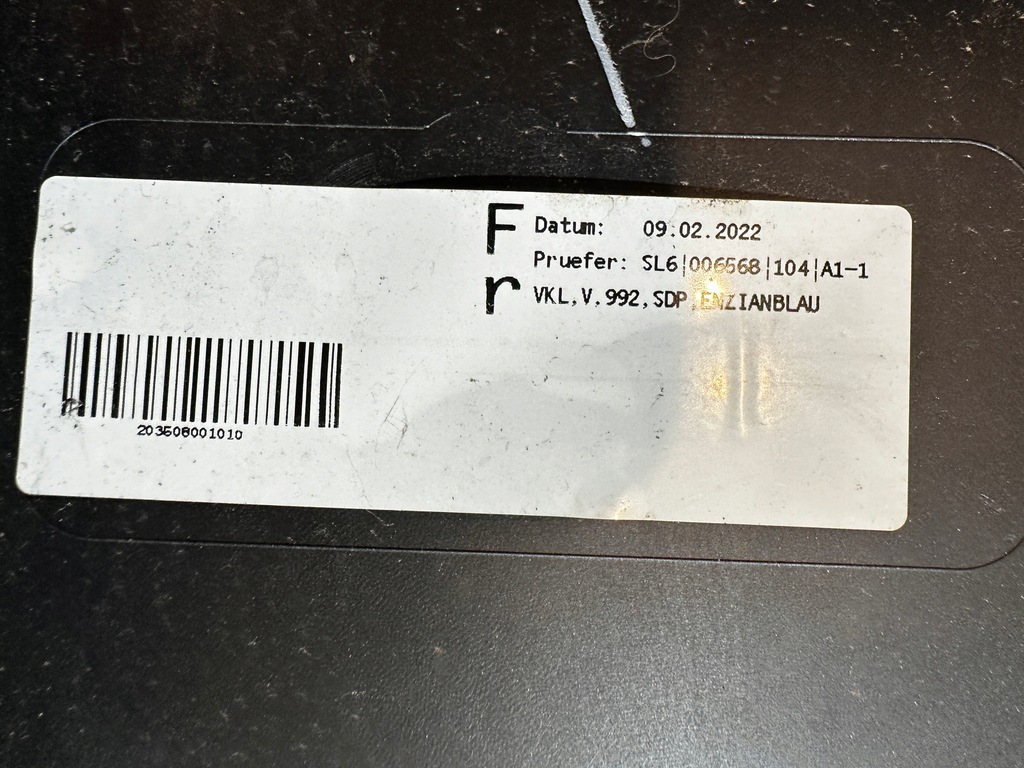 F
r
Datum: 09.02.2022
Pruefer: SL6|006568|104|A1-1
VKL,V.992,SDP,ENZIANBLAU
203508001010